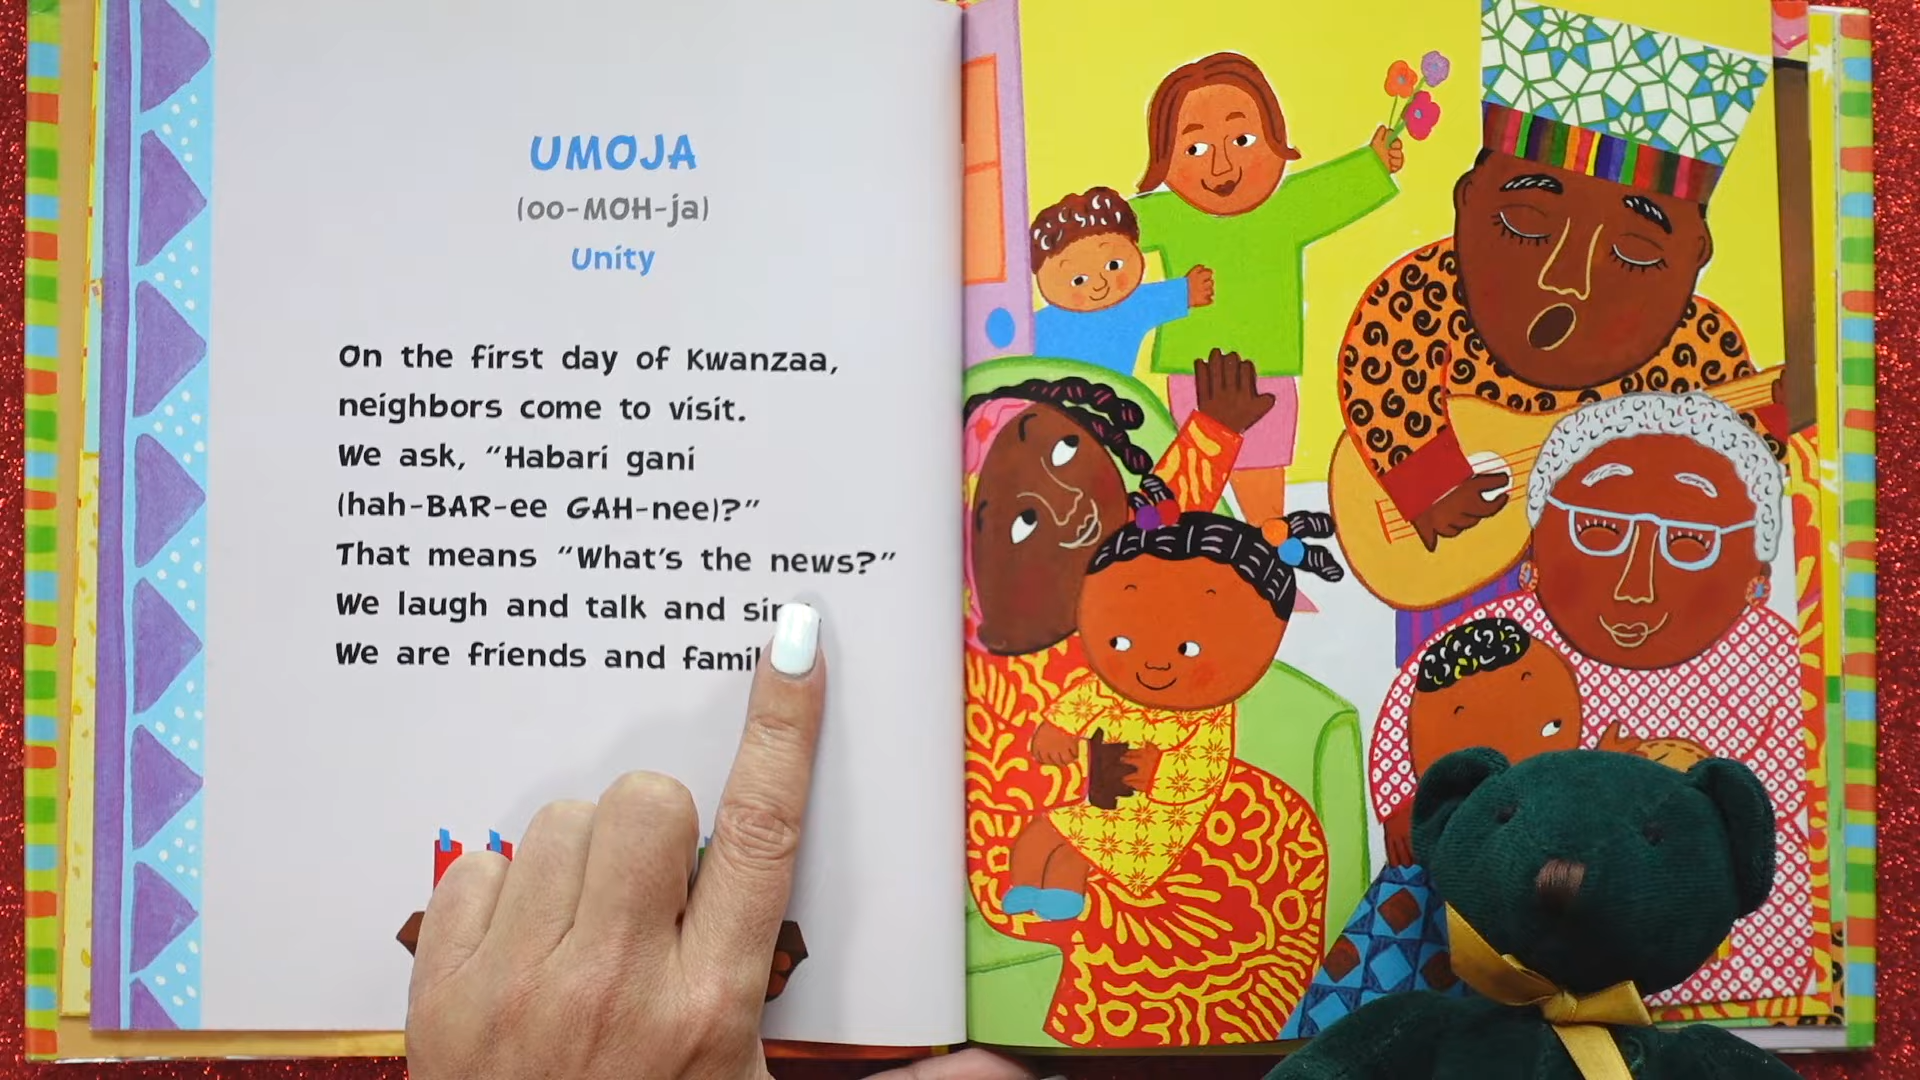 UMOJA
(oo-MOH-ja)
Unity
On the first day of Kwanzaa,
neighbors come to visit.
We ask, “Habari gani
(hah-BAR-ee GAH-nee)?”
That means “What’s the news?”
We laugh and talk and
We are friends and